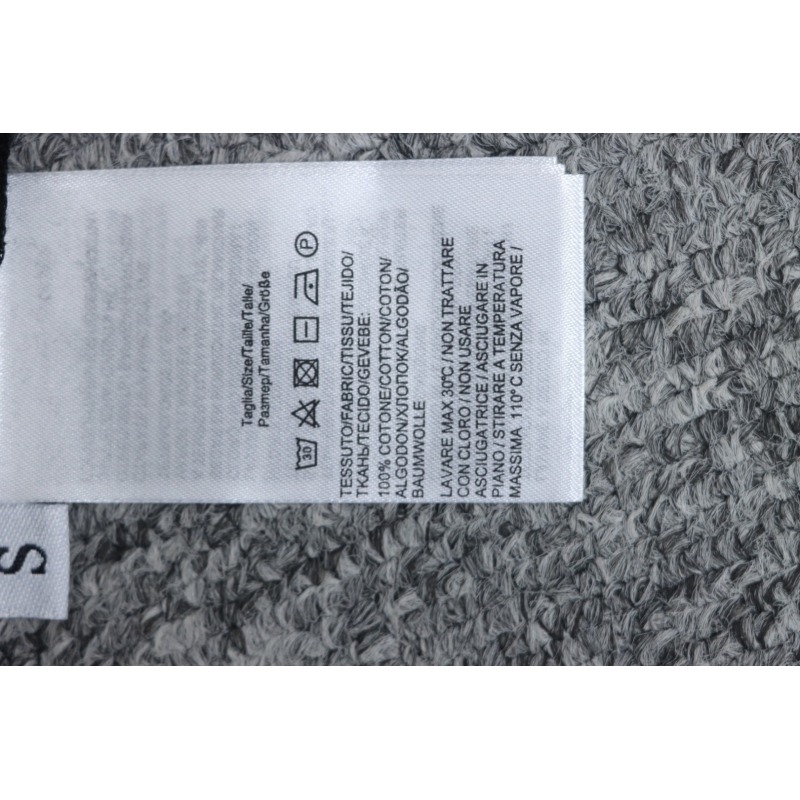 Taglia/Size/Taille/Talle/
Размер/Tamanha/Größe
30
P
TESSUTO/FABRIC/TISSU/TEJIDO/
ТКАНЬ/TECIDO/GEVEBE:
100% COTONE/COTTON/COTON/
ALGODON/ХЛОПОК/ALGODÃO/
BAUMWOLLE
LAVARE MAX 30°C / NON TRATTARE
CON CLORO / NON USARE
ASCIUGATRICE / ASCIUGARE IN
PIANO / STIRARE A TEMPERATURA
MASSIMA 110° C SENZA VAPORE /
S